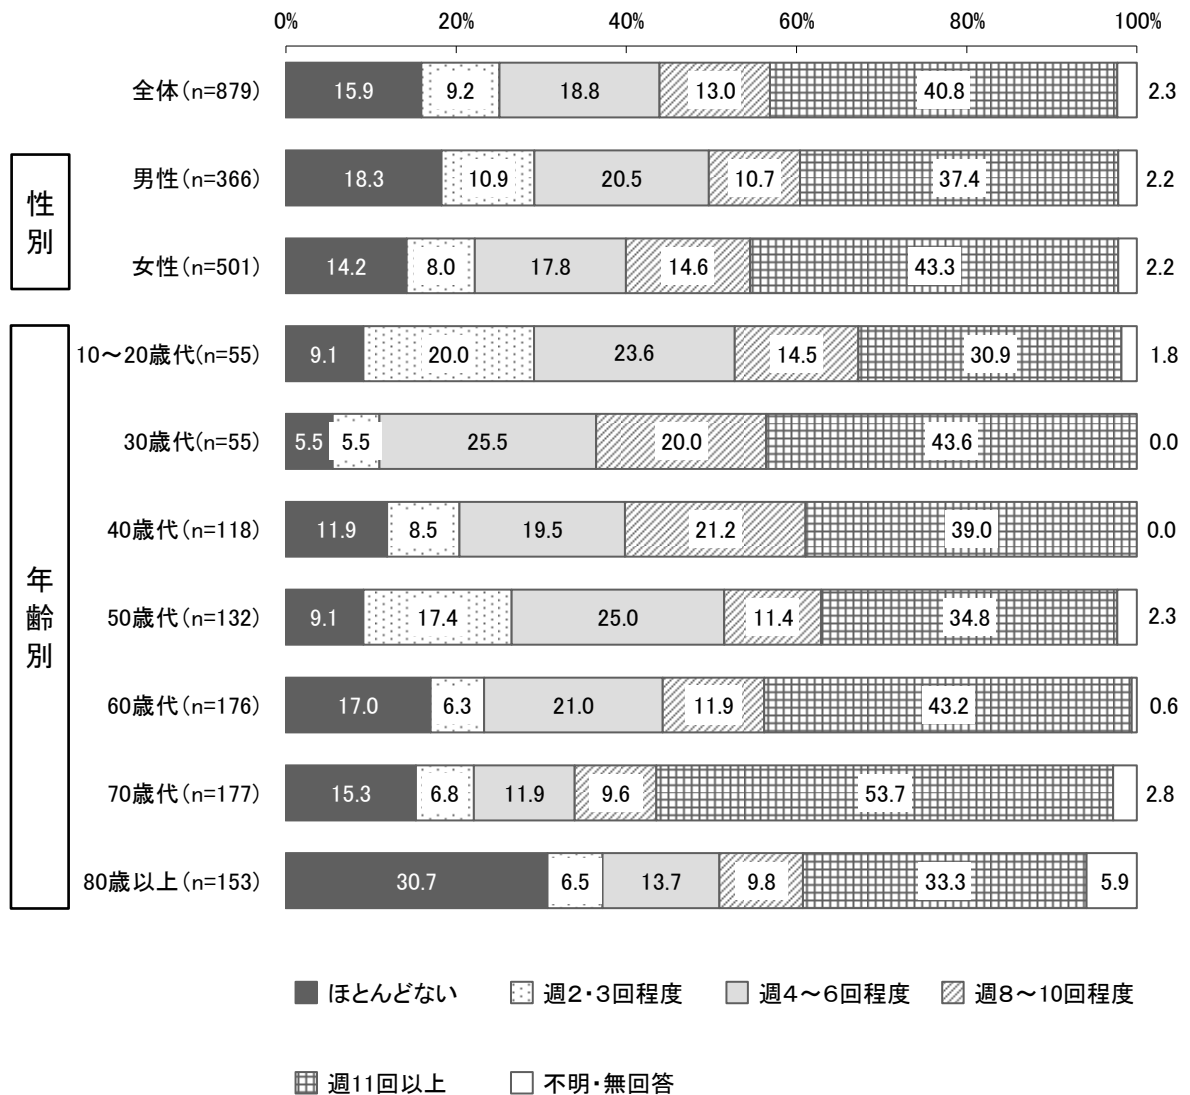 0% 20% 40% 60% 80% 100%
全体(n=879) 15.9 9.2 18.8 13.0 40.8 2.3
性別
男性(n=366) 18.3 10.9 20.5 10.7 37.4 2.2
女性(n=501) 14.2 8.0 17.8 14.6 43.3 2.2
年齢別
10～20歳代(n=55) 9.1 20.0 23.6 14.5 30.9 1.8
30歳代(n=55) 5.5 5.5 25.5 20.0 43.6 0.0
40歳代(n=118) 11.9 8.5 19.5 21.2 39.0 0.0
50歳代(n=132) 9.1 17.4 25.0 11.4 34.8 2.3
60歳代(n=176) 17.0 6.3 21.0 11.9 43.2 0.6
70歳代(n=177) 15.3 6.8 11.9 9.6 53.7 2.8
80歳以上(n=153) 30.7 6.5 13.7 9.8 33.3 5.9
ほとんどない 週２・３回程度 週４～６回程度 週８～10回程度
週11回以上 不明・無回答